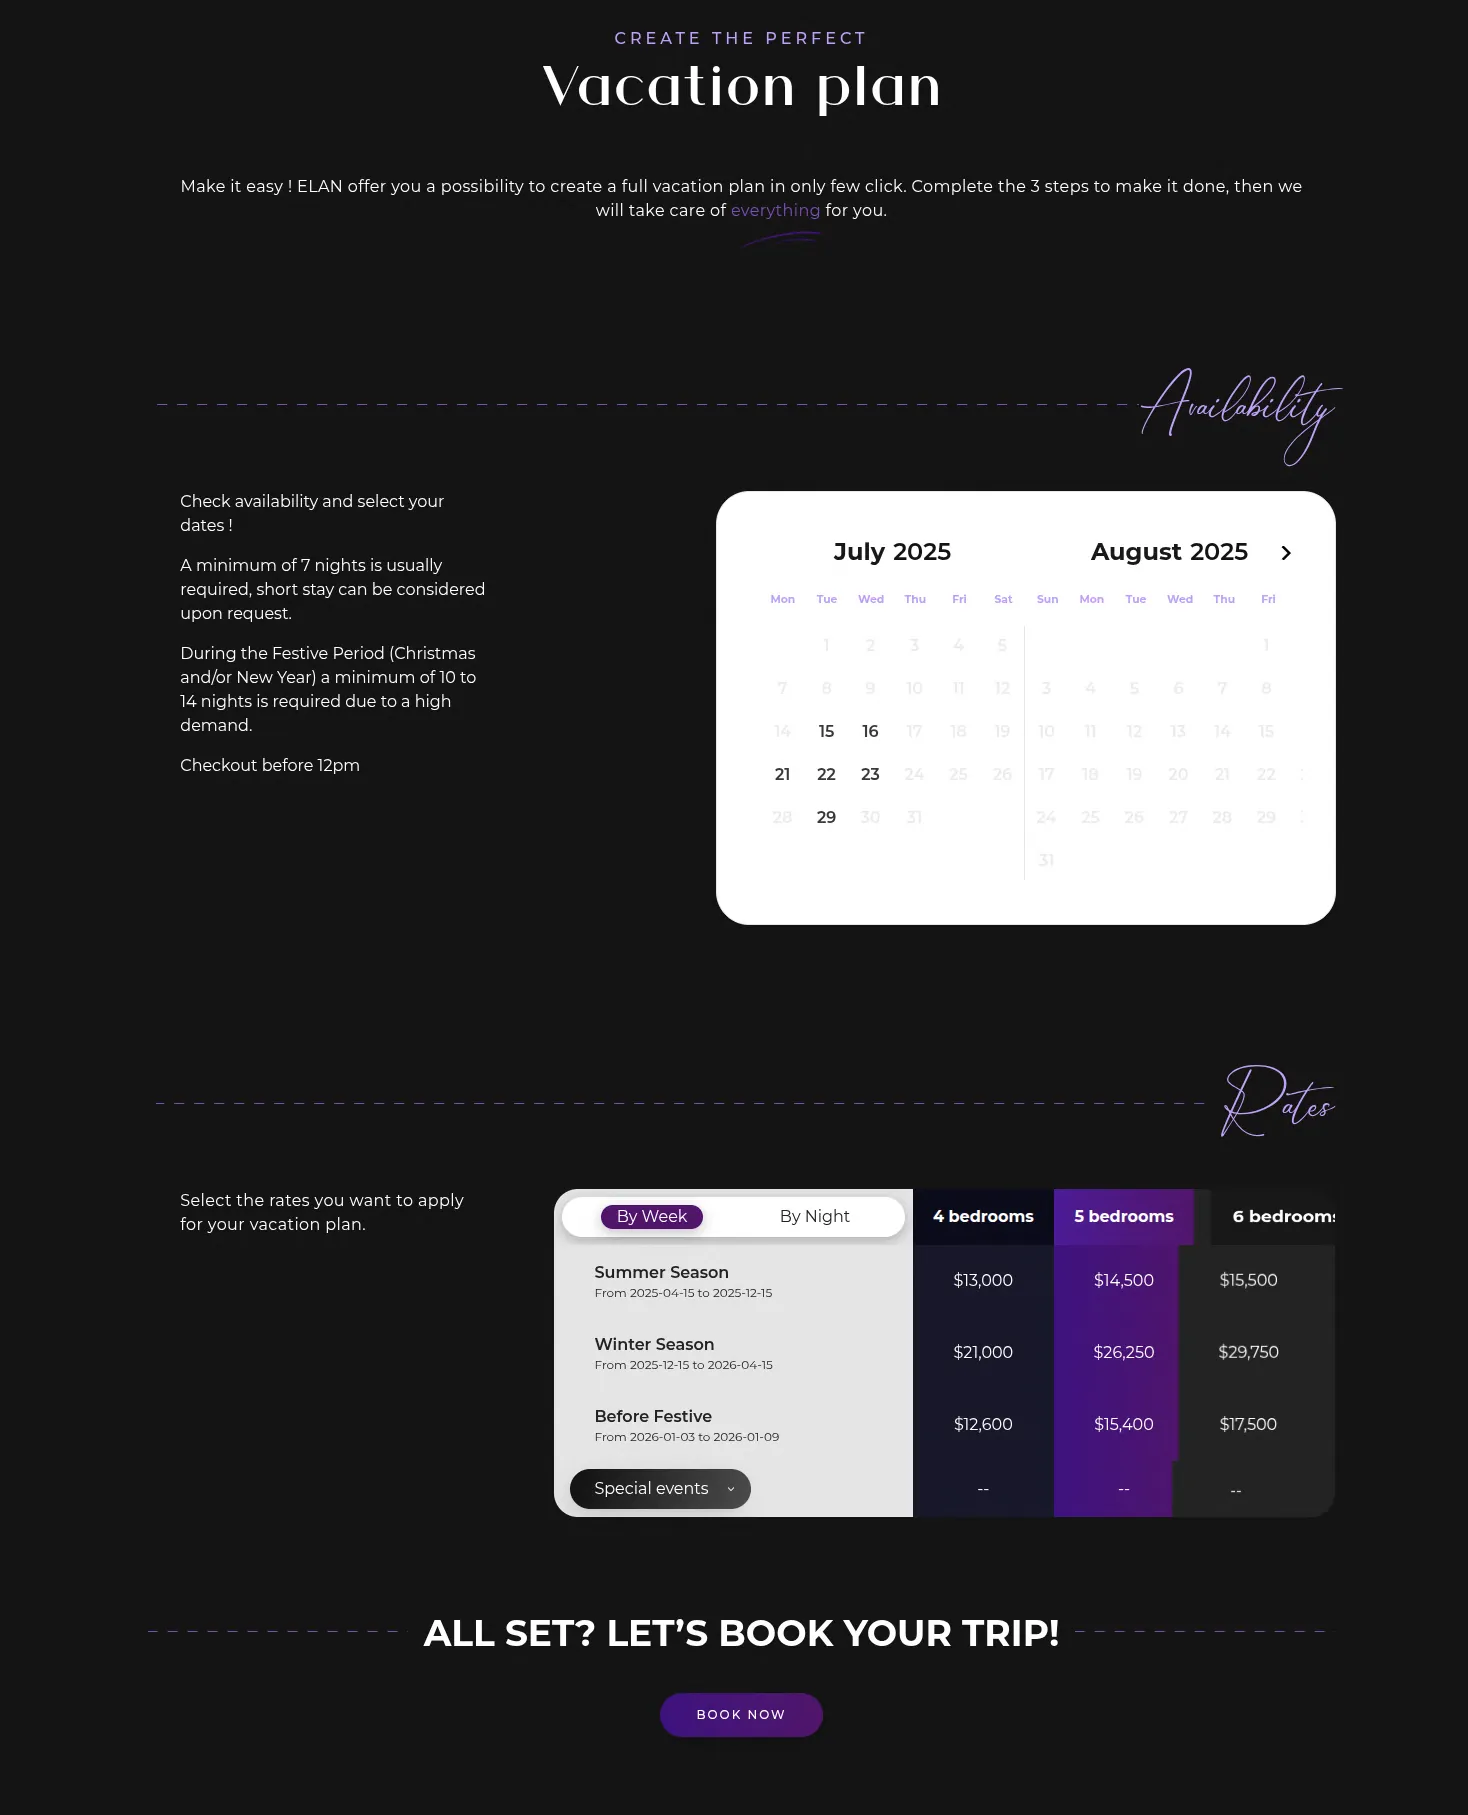 CREATE THE PERFECT
Vacation plan
Make it easy ! ELAN offer you a possibility to create a full vacation plan in only few click. Complete the 3 steps to make it done, then we
will take care of everything for you.
Availability
Check availability and select your
dates !
A minimum of 7 nights is usually
required, short stay can be considered
upon request.
During the Festive Period (Christmas
and/or New Year) a minimum of 10 to
14 nights is required due to a high
demand.
Checkout before 12pm
July 2025
Mon Tue Wed Thu Fri Sat
1 2 3 4 5
7 8 9 10 11 12
14 15 16 17 18 19
21 22 23 24 25 26
28 29 30 31
August 2025
Sun Mon Tue Wed Thu Fri
1
3 4 5 6 7 8
10 11 12 13 14 15
17 18 19 20 21 22
24 25 26 27 28 29
31
Rates
Select the rates you want to apply
for your vacation plan.
By Week By Night 4 bedrooms 5 bedrooms 6 bedrooms
Summer Season
From 2025-04-15 to 2025-12-15
$13,000 $14,500 $15,500
Winter Season
From 2025-12-15 to 2026-04-15
$21,000 $26,250 $29,750
Before Festive
From 2026-01-03 to 2026-01-09
$12,600 $15,400 $17,500
Special events -- -- --
ALL SET? LET’S BOOK YOUR TRIP!
BOOK NOW